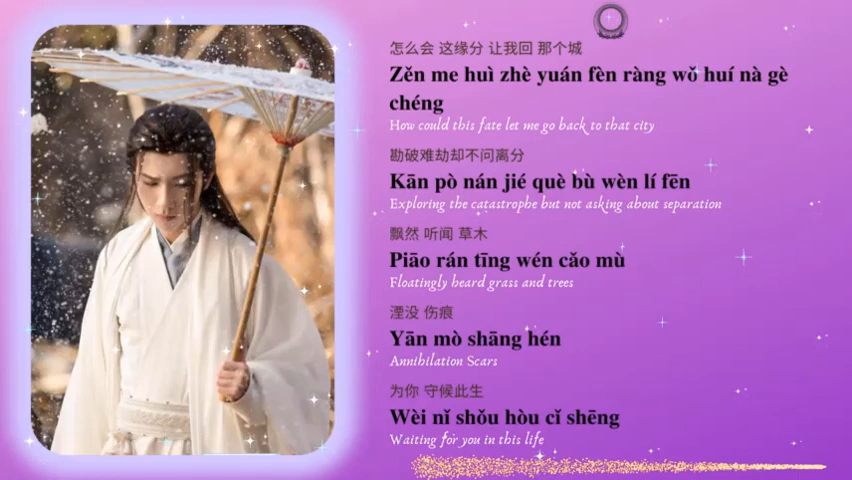 怎么会 这缘分 让我回 那个城
Zěn me huì zhè yuán fèn ràng wǒ huí nà gè
chéng
How could this fate let me go back to that city
勘破难劫却不问离分
Kān pò nán jié què bù wèn lí fēn
Exploring the catastrophe but not asking about separation
飘然 听闻 草木
Piāo rán tīng wén cǎo mù
Floatingly heard grass and trees
湮没 伤痕
Yān mò shāng hén
Annihilation Scars
为你 守候此生
Wèi nǐ shǒu hòu cǐ shēng
Waiting for you in this life